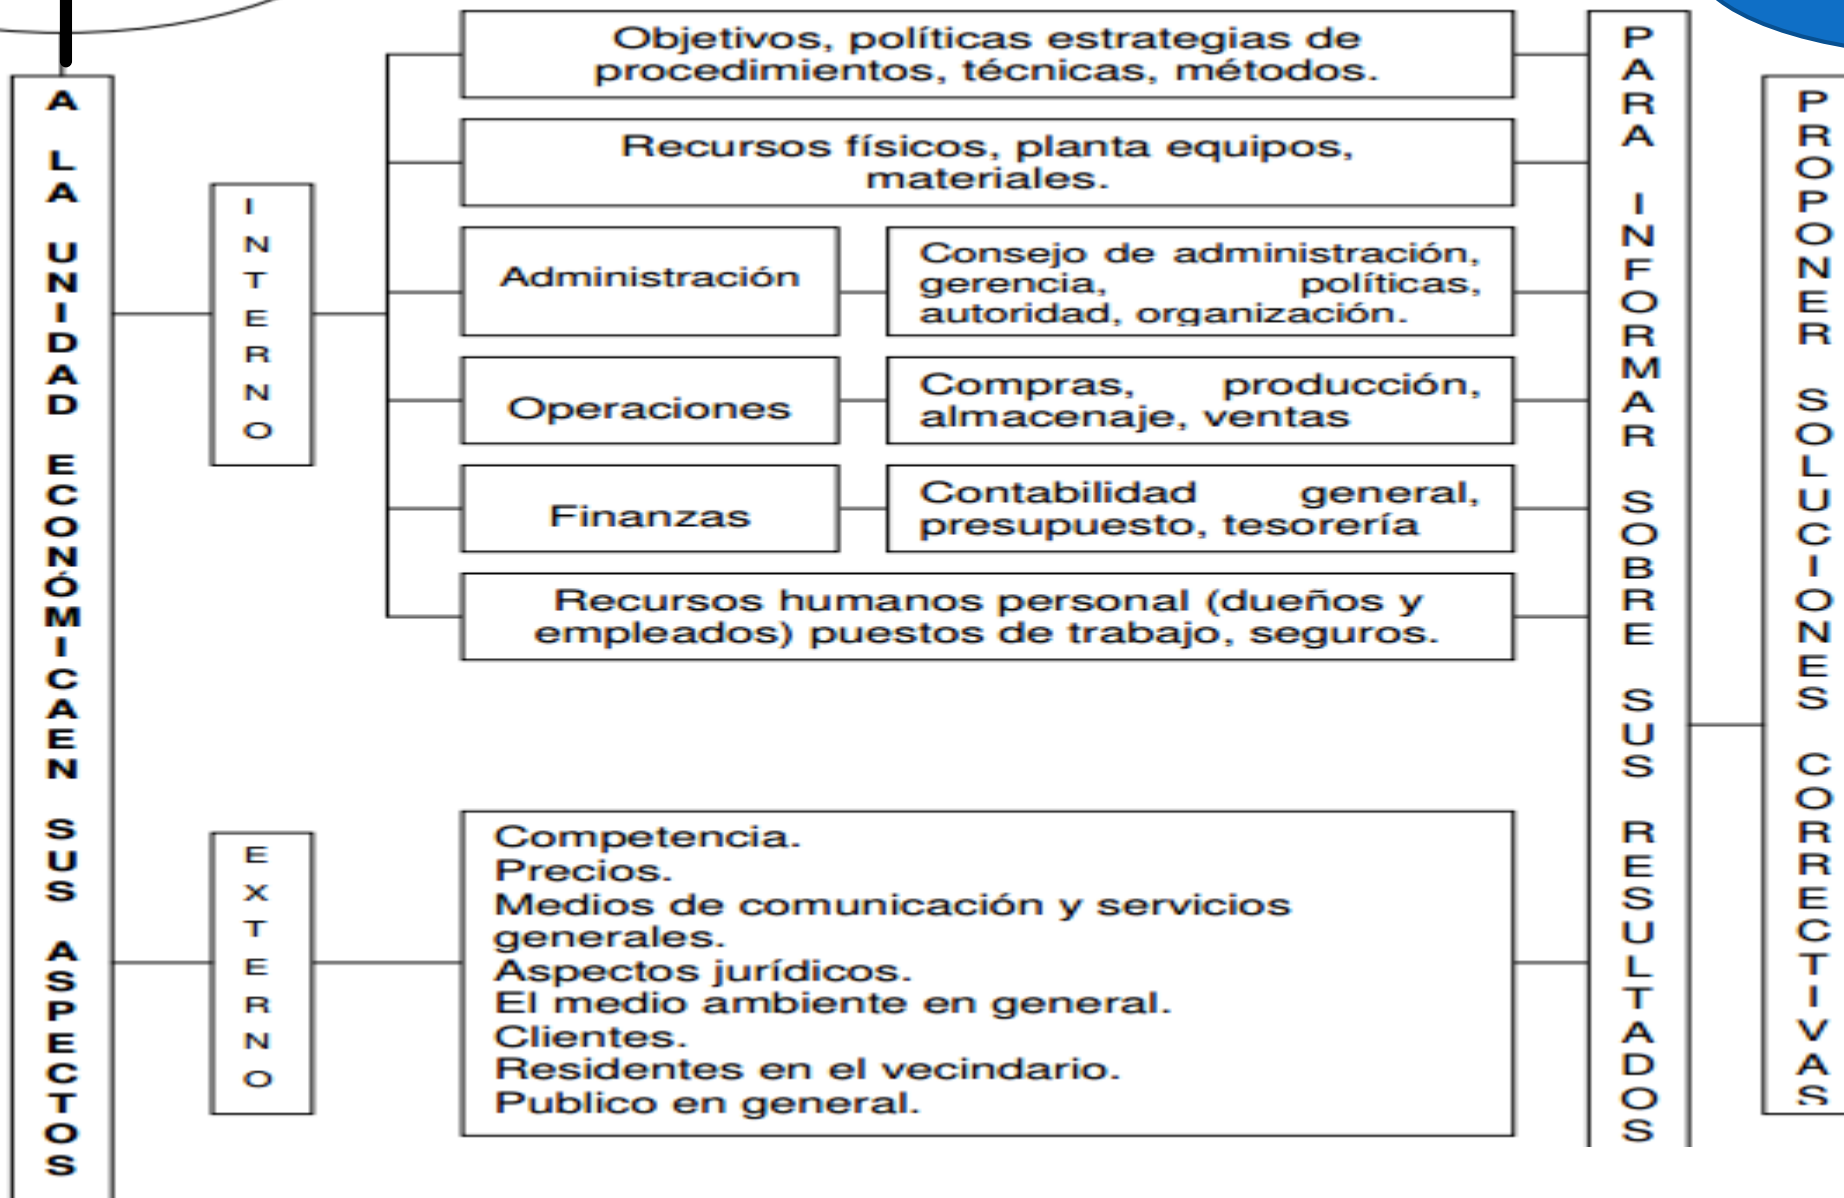 A LA UNIDAD ECONÓMICAEN SUS ASPECTOS
INTERNO
Objetivos, políticas estrategias de
procedimientos, técnicas, métodos.
Recursos físicos, planta equipos,
materiales.
Administración
Consejo de administración,
gerencia, políticas,
autoridad, organización.
Operaciones
Compras, producción,
almacenaje, ventas
Finanzas
Contabilidad general,
presupuesto, tesorería
Recursos humanos personal (dueños y
empleados) puestos de trabajo, seguros.
EXTERNO
Competencia.
Precios.
Medios de comunicación y servicios
generales.
Aspectos jurídicos.
El medio ambiente en general.
Clientes.
Residentes en el vecindario.
Publico en general.
PARA INFORMAR SOBRE SUS RESULTADOS
PROPONER SOLUCIONES CORRECTIVAS